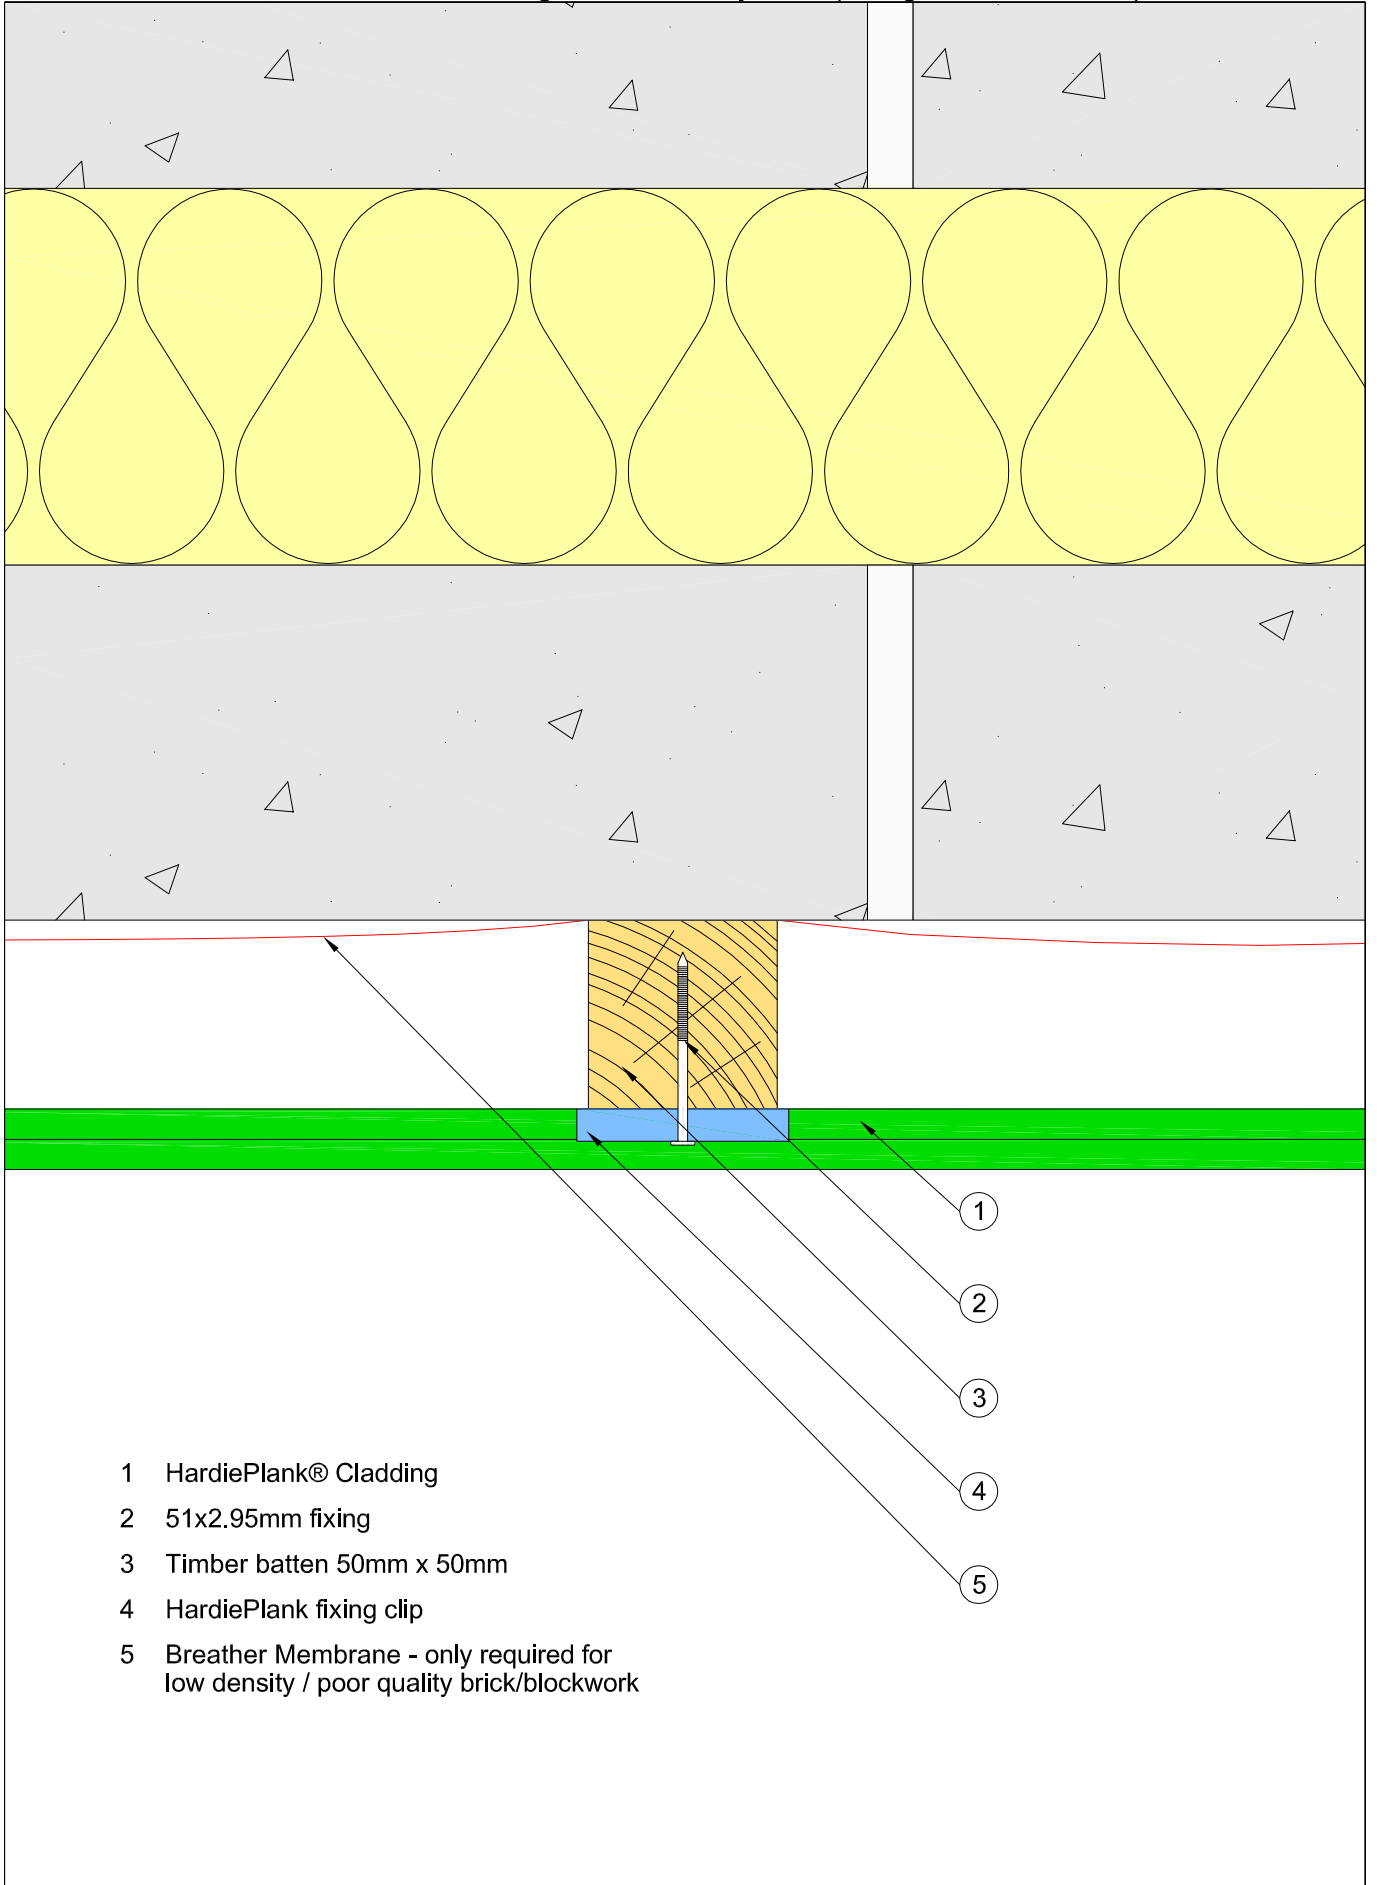 1
2
3
4
5
1 HardiePlank® Cladding
2 51x2.95mm fixing
3 Timber batten 50mm x 50mm
4 HardiePlank fixing clip
5 Breather Membrane - only required for
low density / poor quality brick/blockwork